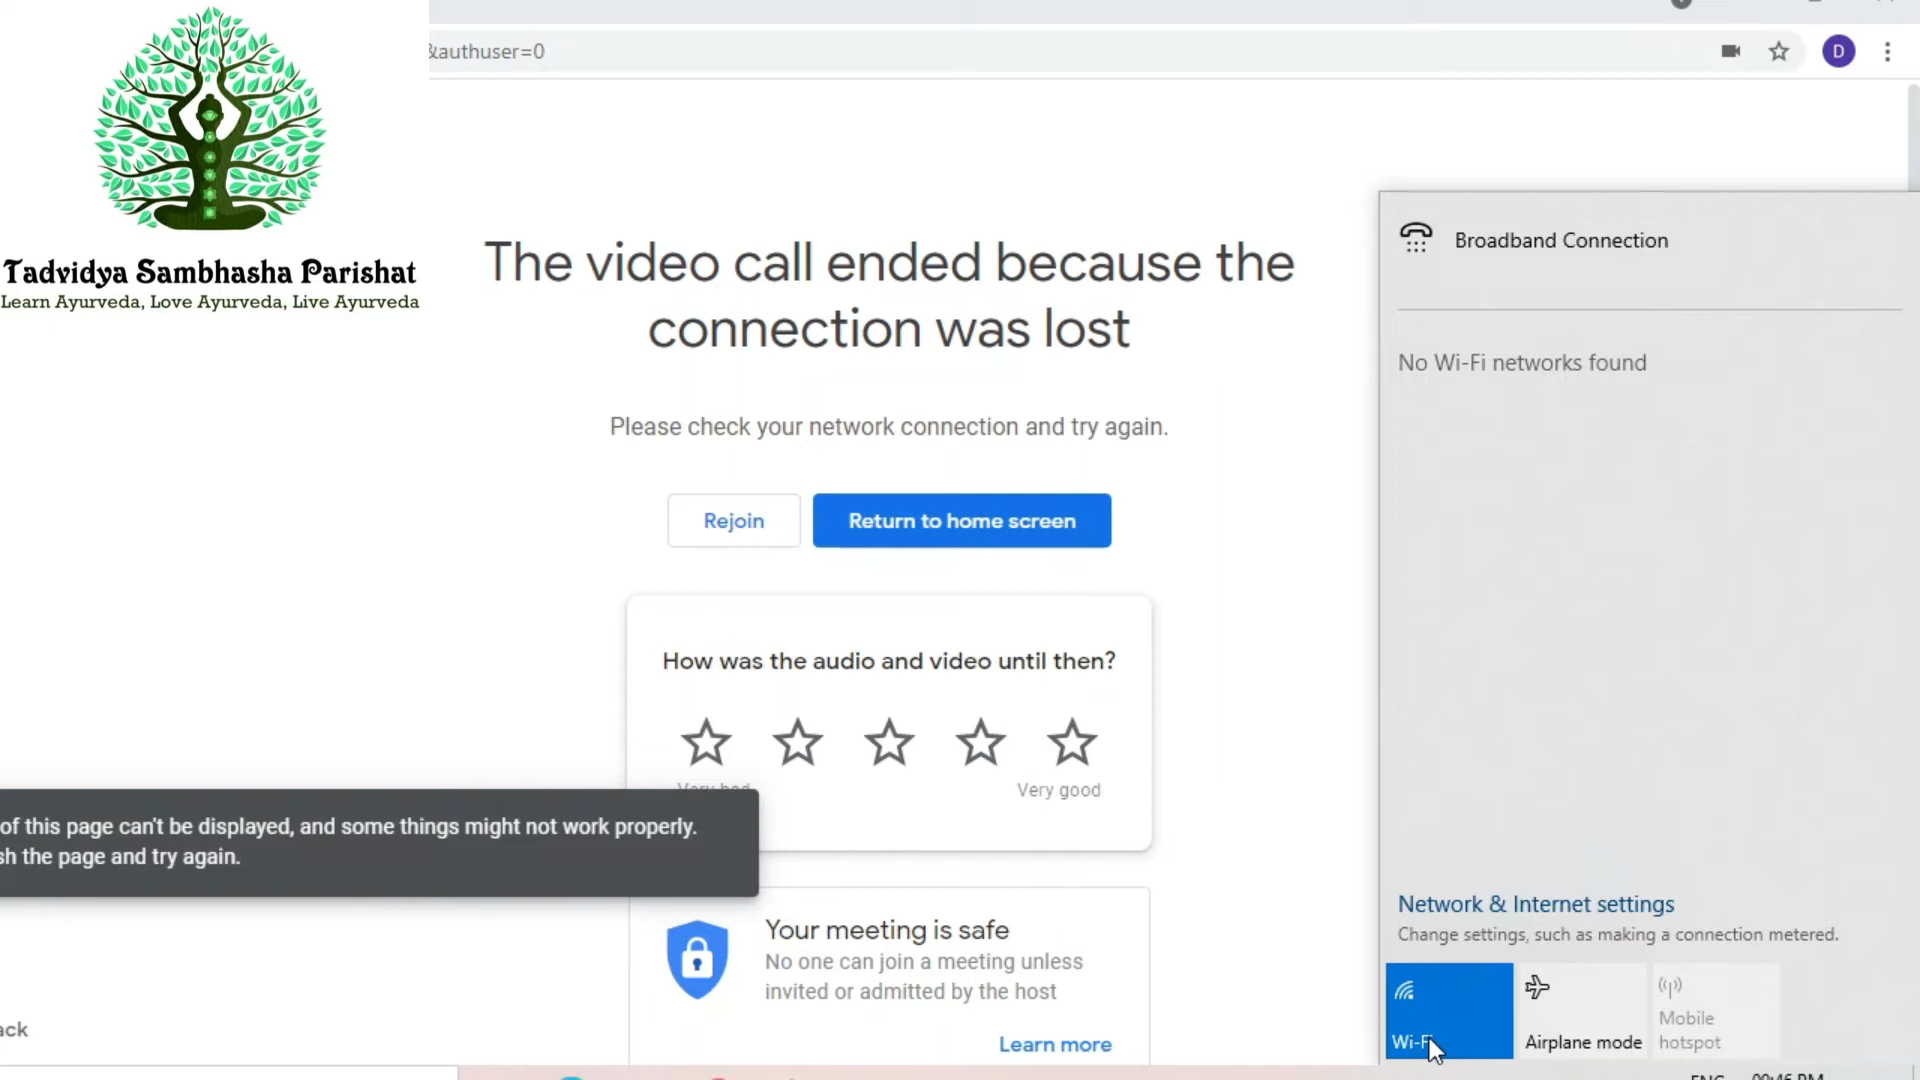 &authuser=0
D
Tadvidya Sambhasha Parishat
Learn Ayurveda, Love Ayurveda, Live Ayurveda
The video call ended because the
connection was lost
Please check your network connection and try again.
Rejoin
Return to home screen
How was the audio and video until then?
Very good
of this page can't be displayed, and some things might not work properly.
sh the page and try again.
Your meeting is safe
No one can join a meeting unless
invited or admitted by the host
Learn more
ack
Broadband Connection
No Wi-Fi networks found
Network & Internet settings
Change settings, such as making a connection metered.
Wi-Fi
Airplane mode
Mobile
hotspot